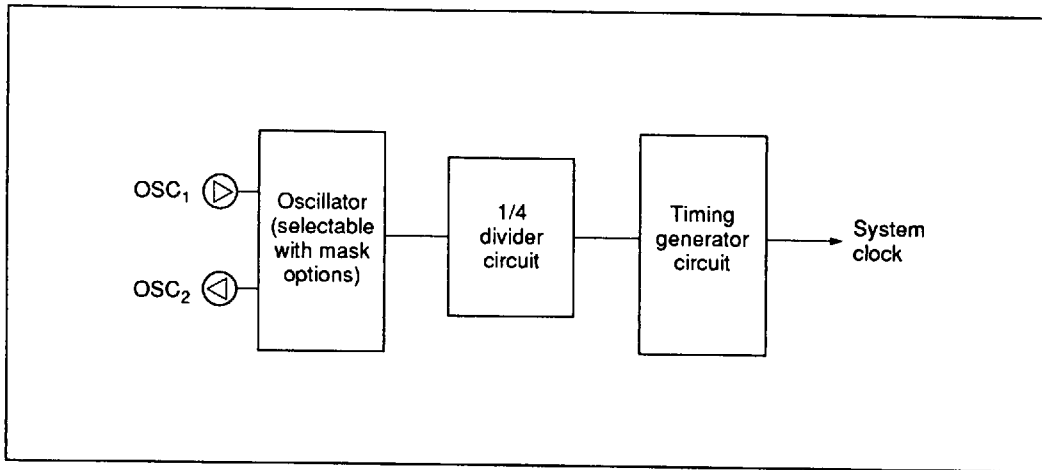 OSC₁
OSC₂
Oscillator
(selectable
with mask
options)
1/4
divider
circuit
Timing
generator
circuit
System
clock